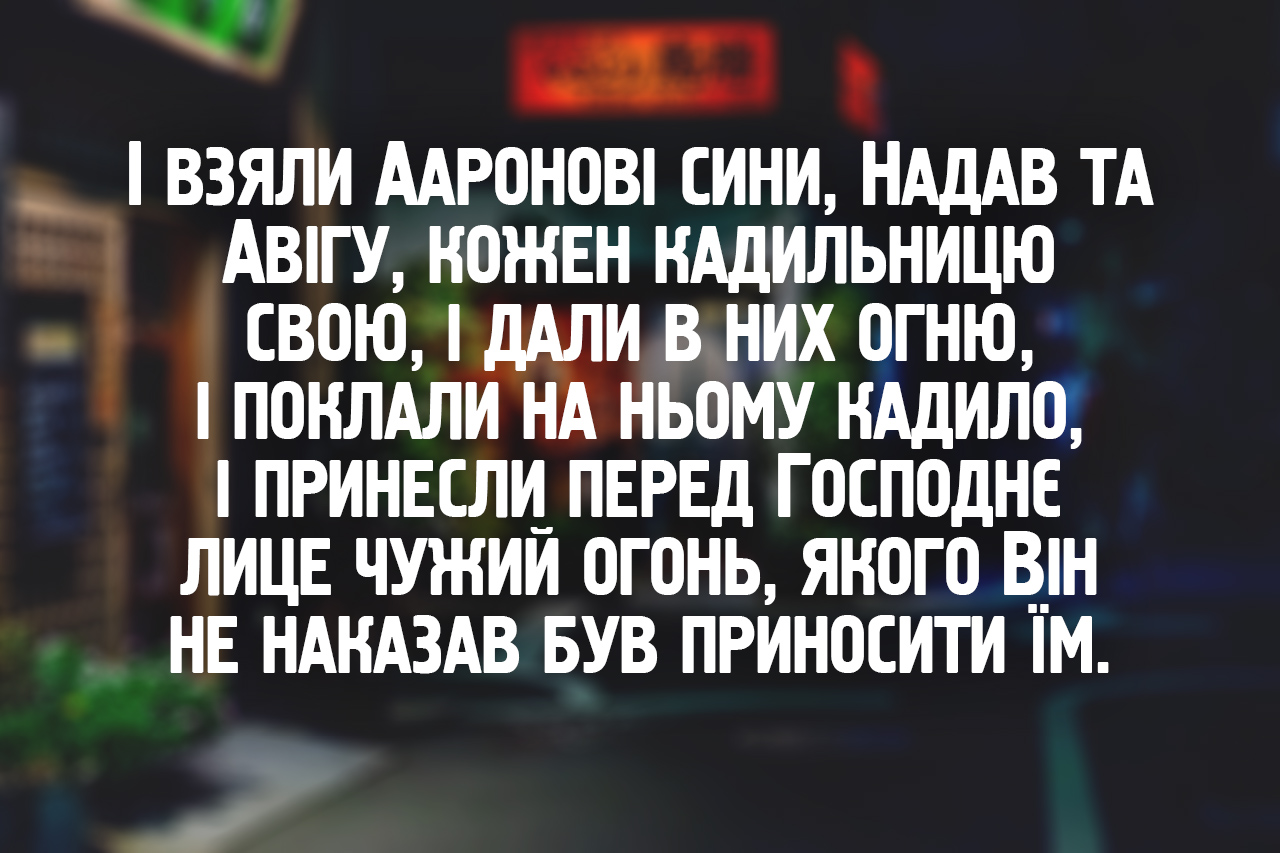 І взяли Ааронові сини, Надав та
Авігу, кожен кадильницю
свою, і дали в них огню,
і поклали на ньому кадило,
і принесли перед Господнє
лице чужий огонь, якого Він
не наказав був приносити їм.